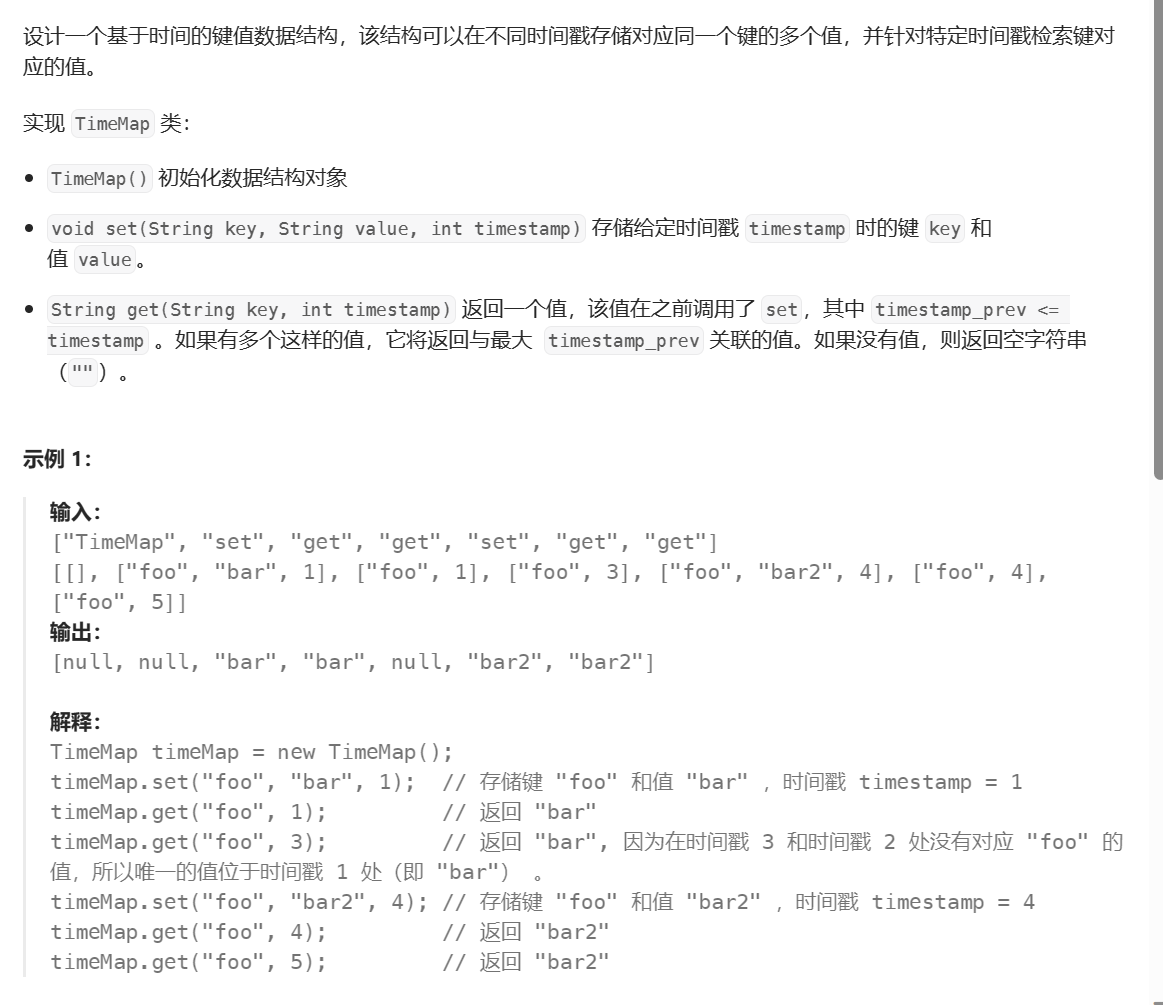 设计一个基于时间的键值数据结构，该结构可以在不同时间戳存储对应同一个键的多个值，并针对特定时间戳检索键对
应的值。
实现 TimeMap 类：
• TimeMap() 初始化数据结构对象
• void set(String key, String value, int timestamp) 存储给定时间戳 timestamp 时的键 key 和
值 value。
• String get(String key, int timestamp) 返回一个值，该值在之前调用了 set，其中 timestamp_prev <=
timestamp 。如果有多个这样的值，它将返回与最大  timestamp_prev 关联的值。如果没有值，则返回空字符串
（""）。
示例 1：
输入：
["TimeMap", "set", "get", "get", "set", "get", "get"]
[[], ["foo", "bar", 1], ["foo", 1], ["foo", 3], ["foo", "bar2", 4], ["foo", 4],
["foo", 5]]
输出：
[null, null, "bar", "bar", null, "bar2", "bar2"]
解释：
TimeMap timeMap = new TimeMap();
timeMap.set("foo", "bar", 1);  // 存储键 "foo" 和值 "bar" ，时间戳 timestamp = 1
timeMap.get("foo", 1);         // 返回 "bar"
timeMap.get("foo", 3);         // 返回 "bar", 因为在时间戳 3 和时间戳 2 处没有对应 "foo" 的
值，所以唯一的值位于时间戳 1 处（即 "bar"） 。
timeMap.set("foo", "bar2", 4); // 存储键 "foo" 和值 "bar2" ，时间戳 timestamp = 4
timeMap.get("foo", 4);         // 返回 "bar2"
timeMap.get("foo", 5);         // 返回 "bar2"